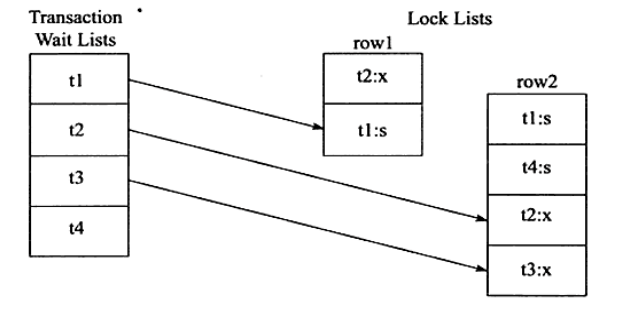 Transaction
Wait Lists
Lock Lists
t1
t2
t3
t4
row1
t2:x
t1:s
row2
t1:s
t4:s
t2:x
t3:x